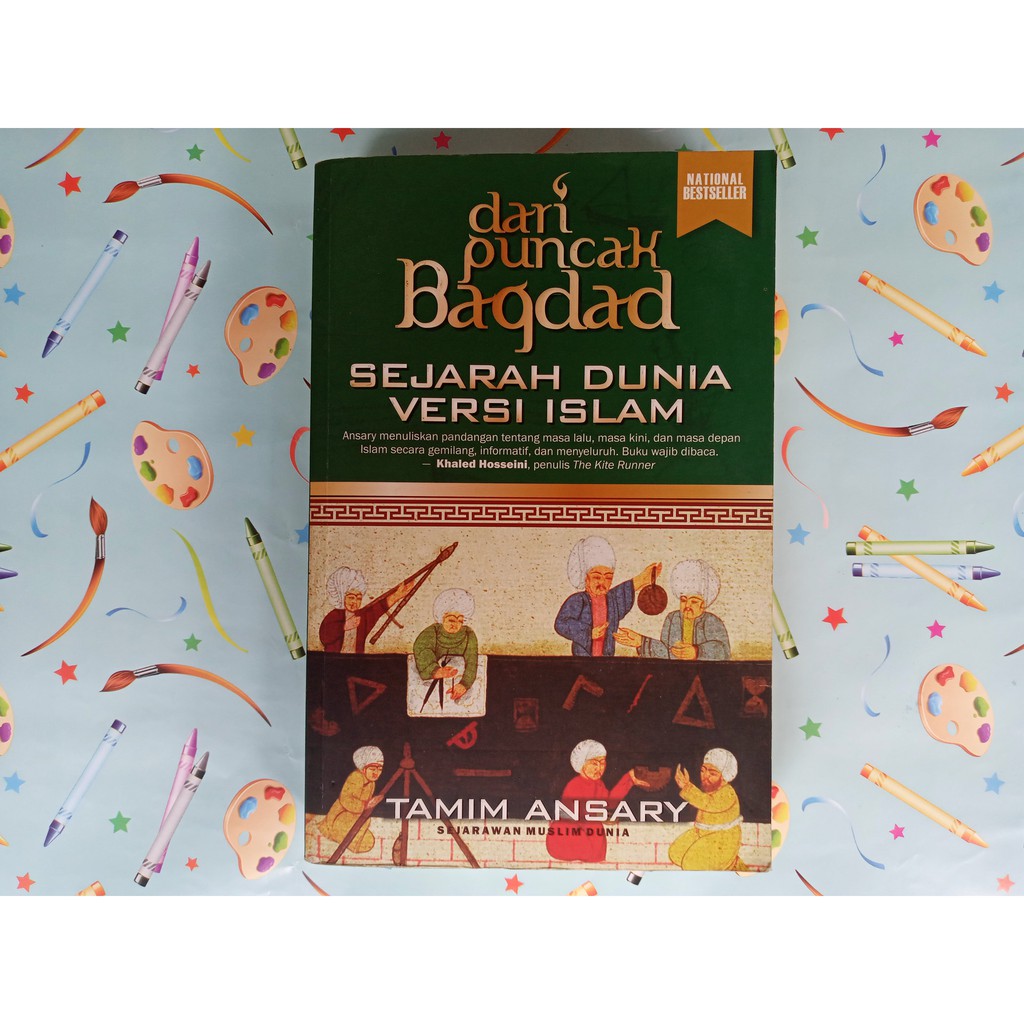 NATIONAL
BESTSELLER
dari
puncak
Bagdad
SEJARAH DUNIA
VERSI ISLAM
Ansary menuliskan pandangan tentang masa lalu, masa kini, dan masa depan
Islam secara gemilang, informatif, dan menyeluruh. Buku wajib dibaca.
— Khaled Hosseini, penulis The Kite Runner
TAMIM ANSARY
SEJARAWAN MUSLIM DUNIA